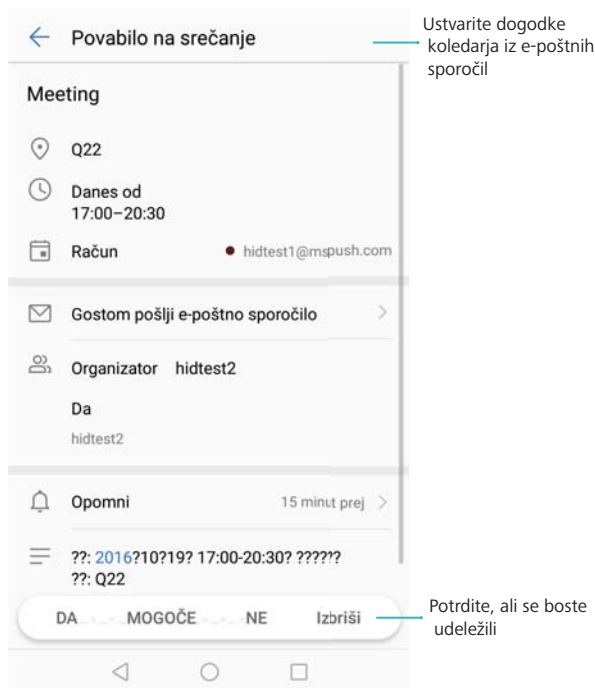 Povabilo na srečanje
Ustvarite dogodke
koledarja iz e-poštnih
sporočil
Meeting
Q22
Danes od
17:00–20:30
Račun hidtest1@mspush.com
Gostom pošlji e-poštno sporočilo
Organizator hidtest2
Da
hidtest2
Opomni 15 minut prej
??: 2016?10?19? 17:00-20:30? ??????
??: Q22
DA MOGOČE NE Izbriši
Potrdite, ali se boste
udeležili